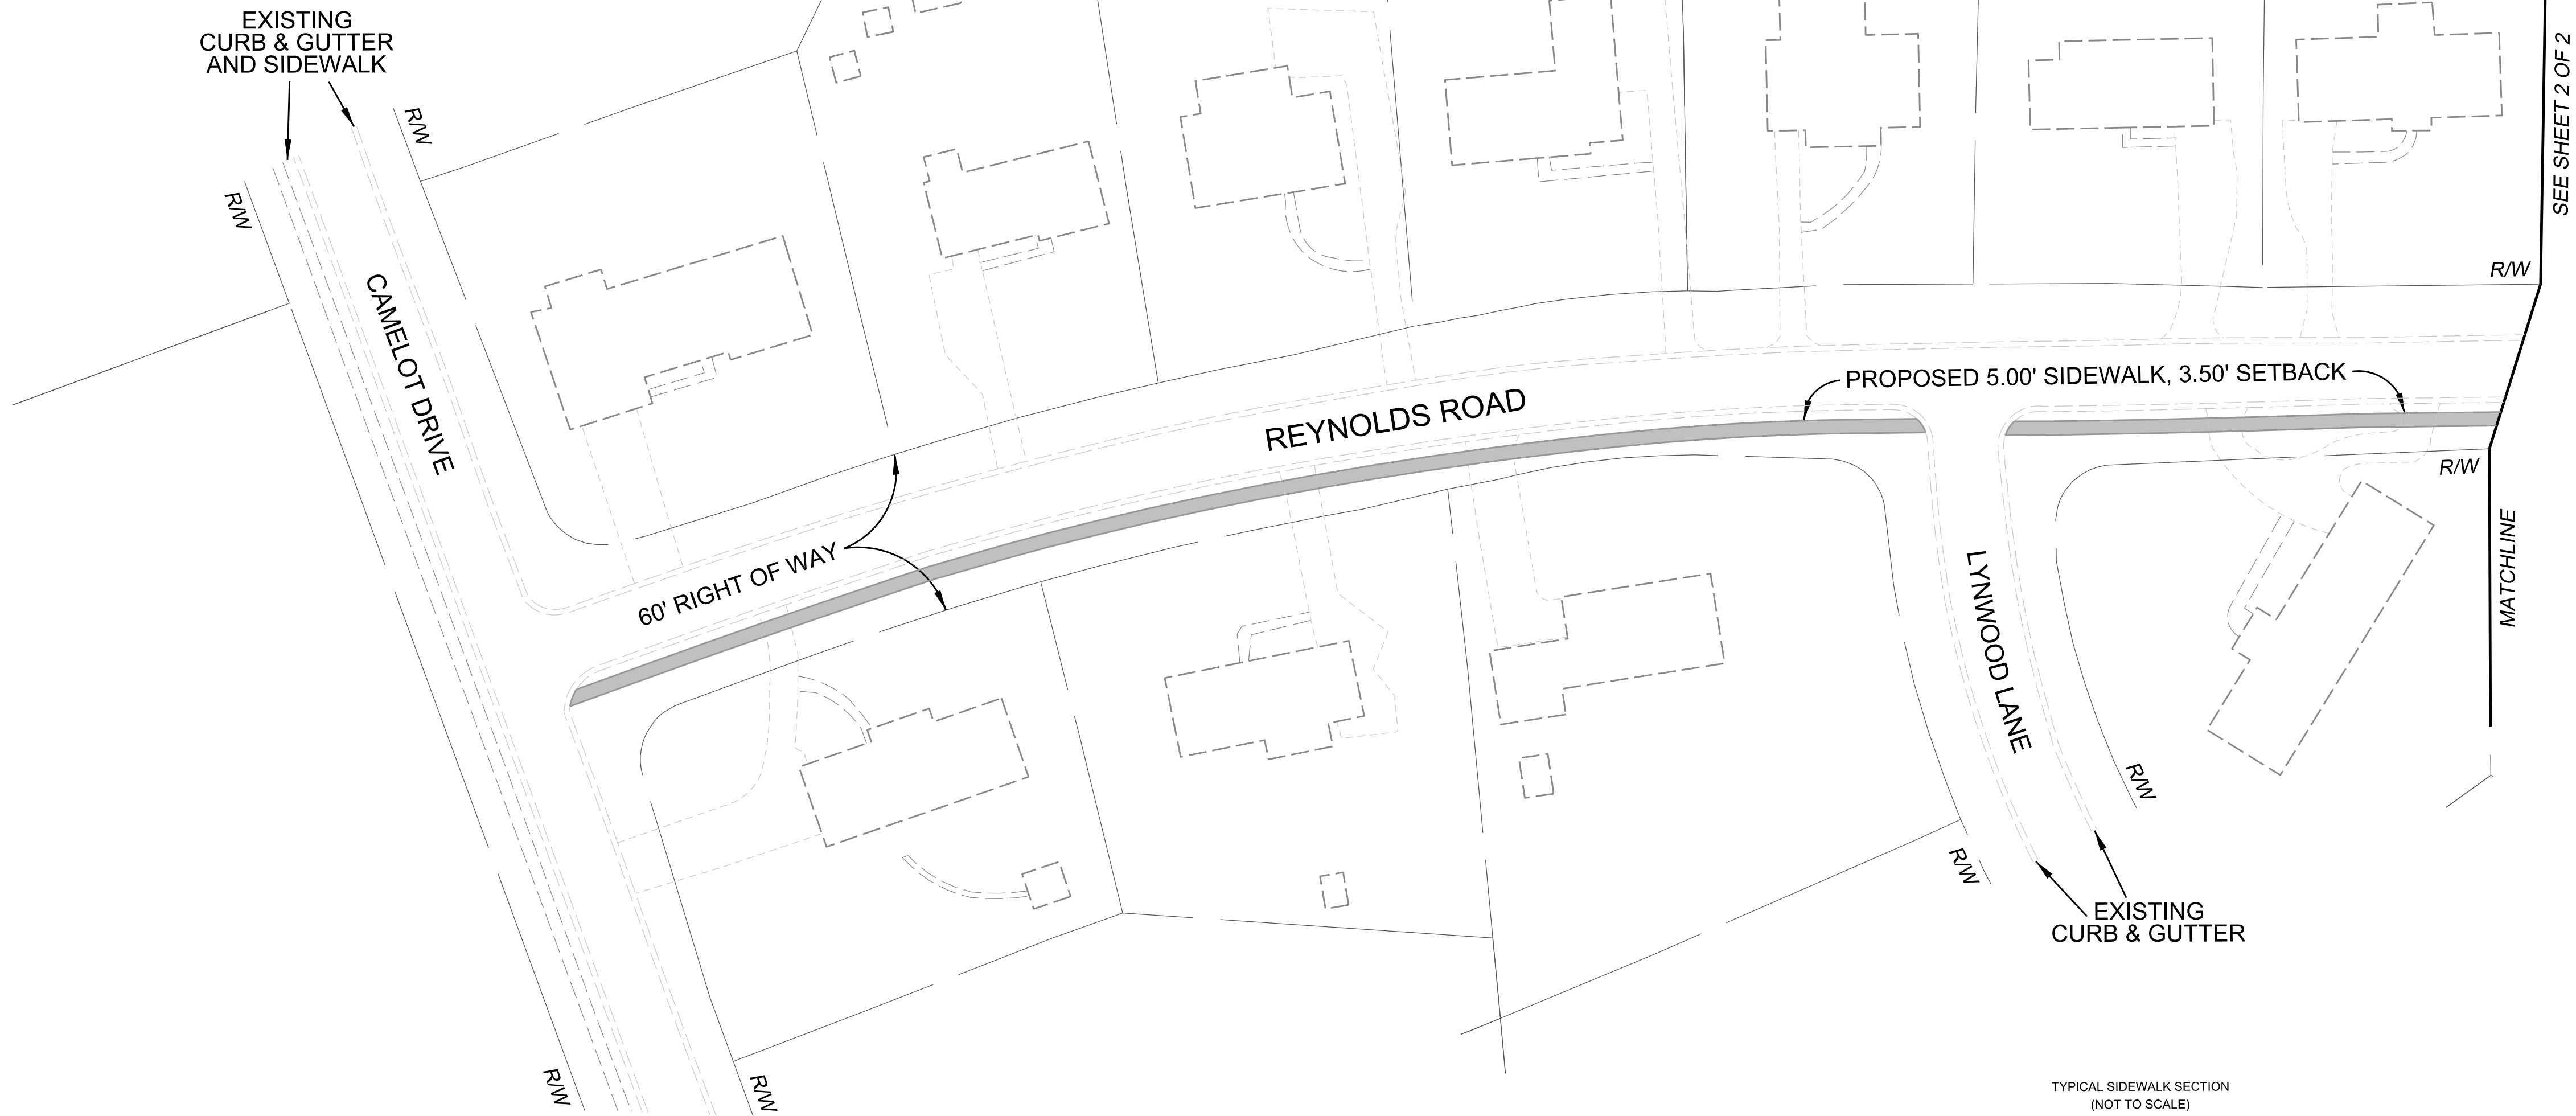 EXISTING
CURB & GUTTER
AND SIDEWALK
R/W
R/W
SEE SHEET 2 OF 2
CAMELOT DRIVE
R/W
PROPOSED 5.00' SIDEWALK, 3.50' SETBACK
REYNOLDS ROAD
R/W
60' RIGHT OF WAY
MATCHLINE
LYNWOOD LANE
R/W
R/W
EXISTING
CURB & GUTTER
R/W
R/W
TYPICAL SIDEWALK SECTION
(NOT TO SCALE)